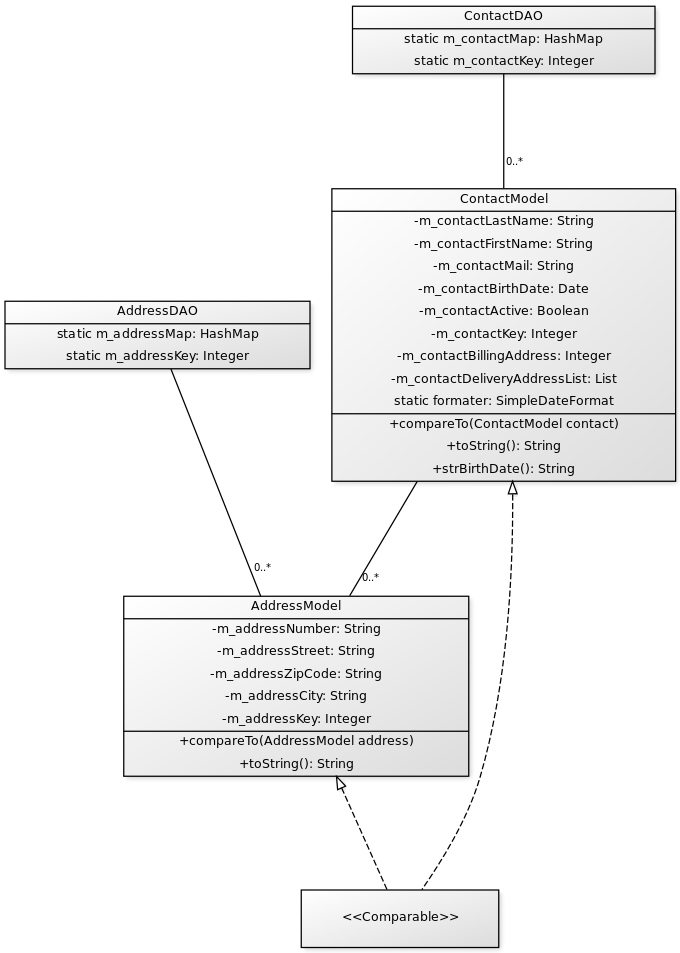 ContactDAO
static m_contactMap: HashMap
static m_contactKey: Integer
0..*
ContactModel
-m_contactLastName: String
-m_contactFirstName: String
-m_contactMail: String
-m_contactBirthDate: Date
-m_contactActive: Boolean
-m_contactKey: Integer
-m_contactBillingAddress: Integer
-m_contactDeliveryAddressList: List
static formater: SimpleDateFormat
+compareTo(ContactModel contact)
+toString(): String
+strBirthDate(): String
AddressDAO
static m_addressMap: HashMap
static m_addressKey: Integer
0..*
0..*
AddressModel
-m_addressNumber: String
-m_addressStreet: String
-m_addressZipCode: String
-m_addressCity: String
-m_addressKey: Integer
+compareTo(AddressModel address)
+toString(): String
<<Comparable>>